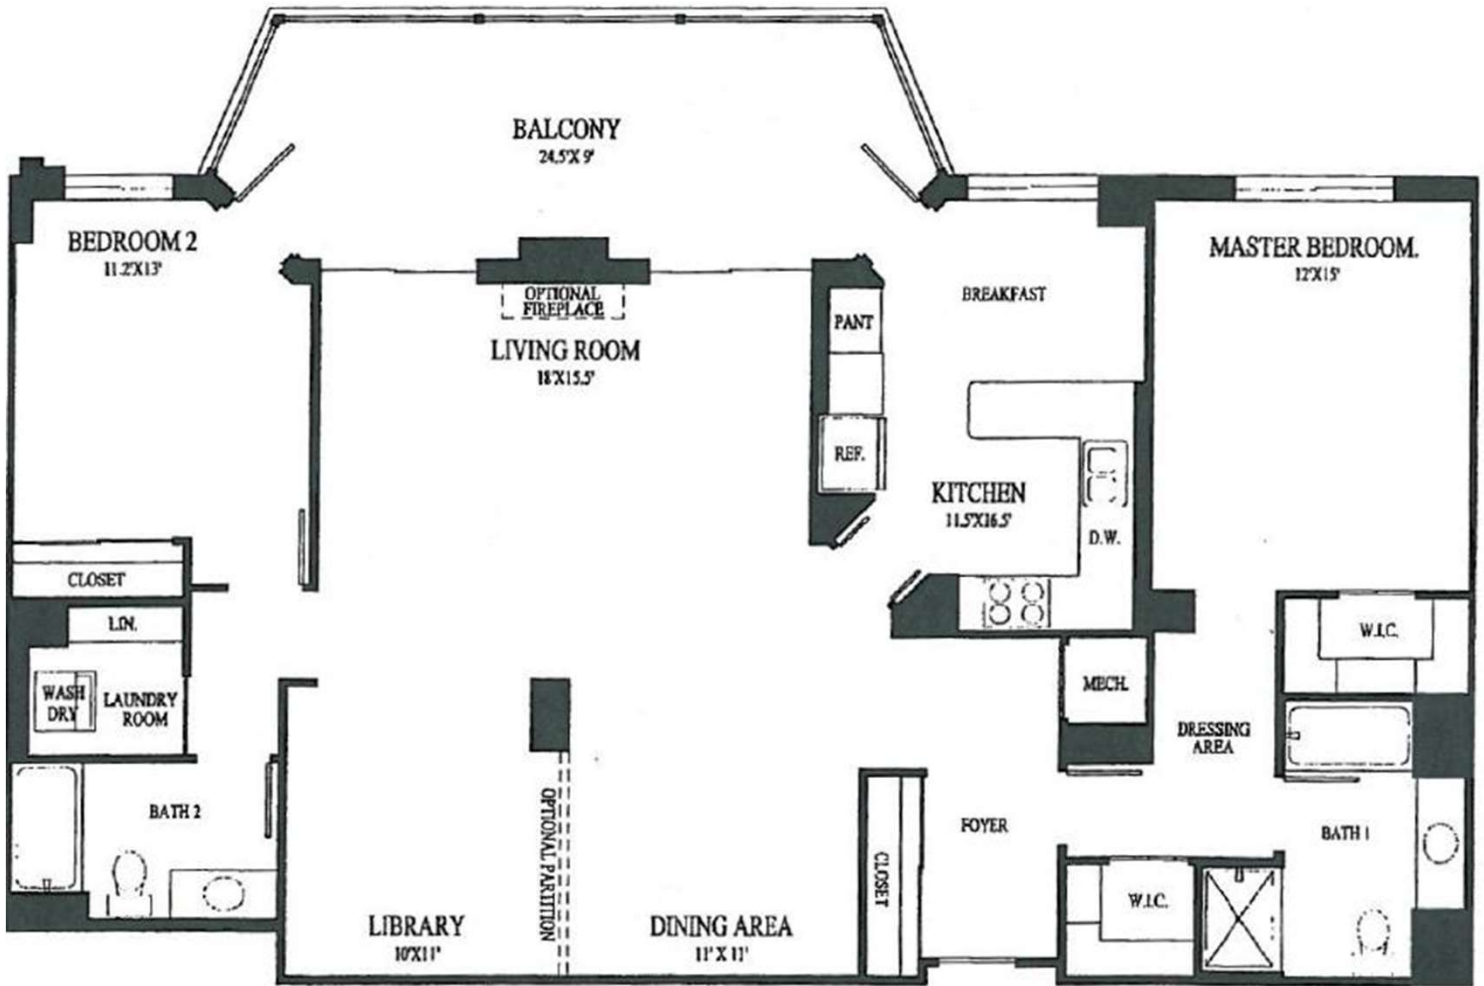 BALCONY
24.5'X 9'
BEDROOM 2
11.2'X13'
MASTER BEDROOM.
12'X15'
OPTIONAL
FIREPLACE
BREAKFAST
PANT
LIVING ROOM
18'X15.5'
REF.
KITCHEN
11.5'X16.5'
D.W.
CLOSET
LIN.
W.I.C.
WASH
DRY
LAUNDRY
ROOM
MECH.
DRESSING
AREA
BATH 2
OPTIONAL PARTITION
FOYER
BATH 1
CLOSET
W.I.C.
LIBRARY
10'X11'
DINING AREA
11' X 11'